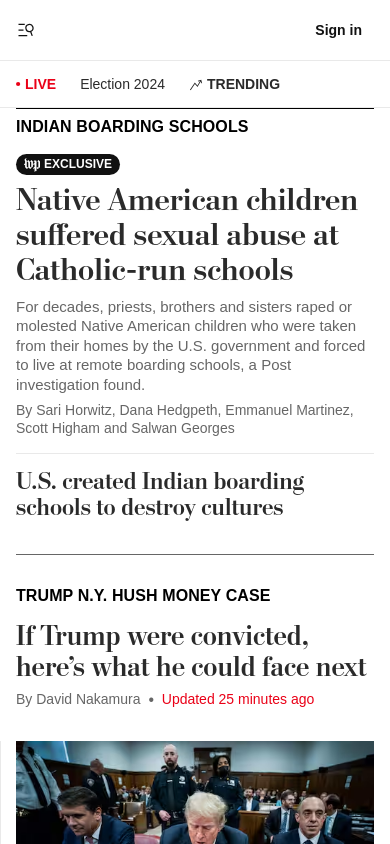 Sign in
LIVE
Election 2024
TRENDING
INDIAN BOARDING SCHOOLS
wp EXCLUSIVE
Native American children
suffered sexual abuse at
Catholic-run schools
For decades, priests, brothers and sisters raped or
molested Native American children who were taken
from their homes by the U.S. government and forced
to live at remote boarding schools, a Post
investigation found.
By Sari Horwitz, Dana Hedgpeth, Emmanuel Martinez,
Scott Higham and Salwan Georges
U.S. created Indian boarding
schools to destroy cultures
TRUMP N.Y. HUSH MONEY CASE
If Trump were convicted,
here’s what he could face next
By David Nakamura • Updated 25 minutes ago